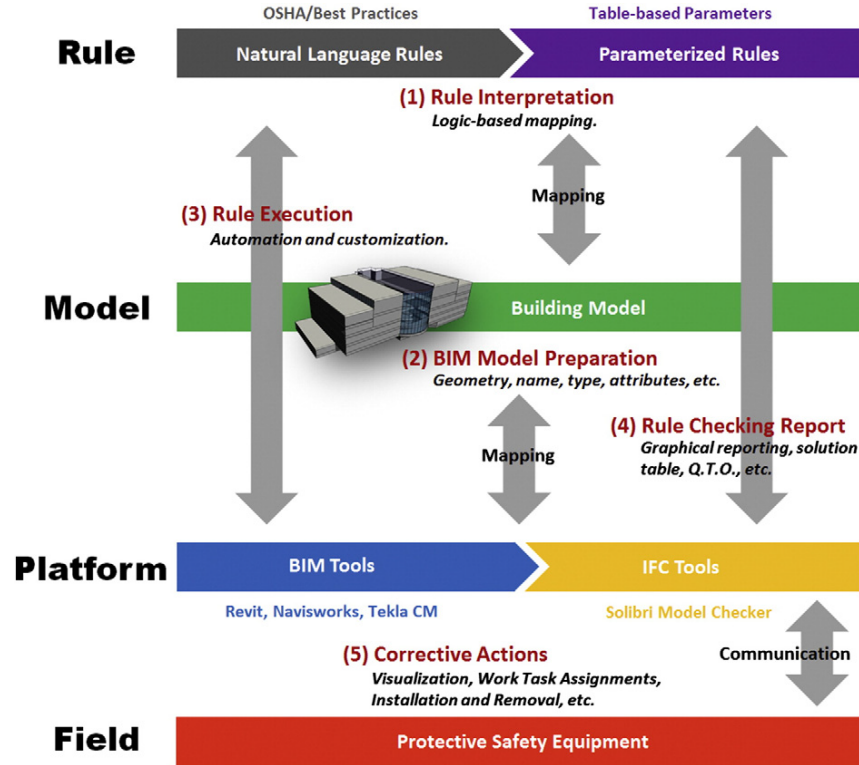 OSHA/Best Practices
Table-based Parameters
Rule
Natural Language Rules
Parameterized Rules
(1) Rule Interpretation
Logic-based mapping.
Mapping
(3) Rule Execution
Automation and customization.
Model
Building Model
(2) BIM Model Preparation
Geometry, name, type, attributes, etc.
(4) Rule Checking Report
Graphical reporting, solution
table, Q.T.O., etc.
Mapping
Platform
BIM Tools
IFC Tools
Revit, Navisworks, Tekla CM
Solibri Model Checker
(5) Corrective Actions
Communication
Visualization, Work Task Assignments,
Installation and Removal, etc.
Field
Protective Safety Equipment